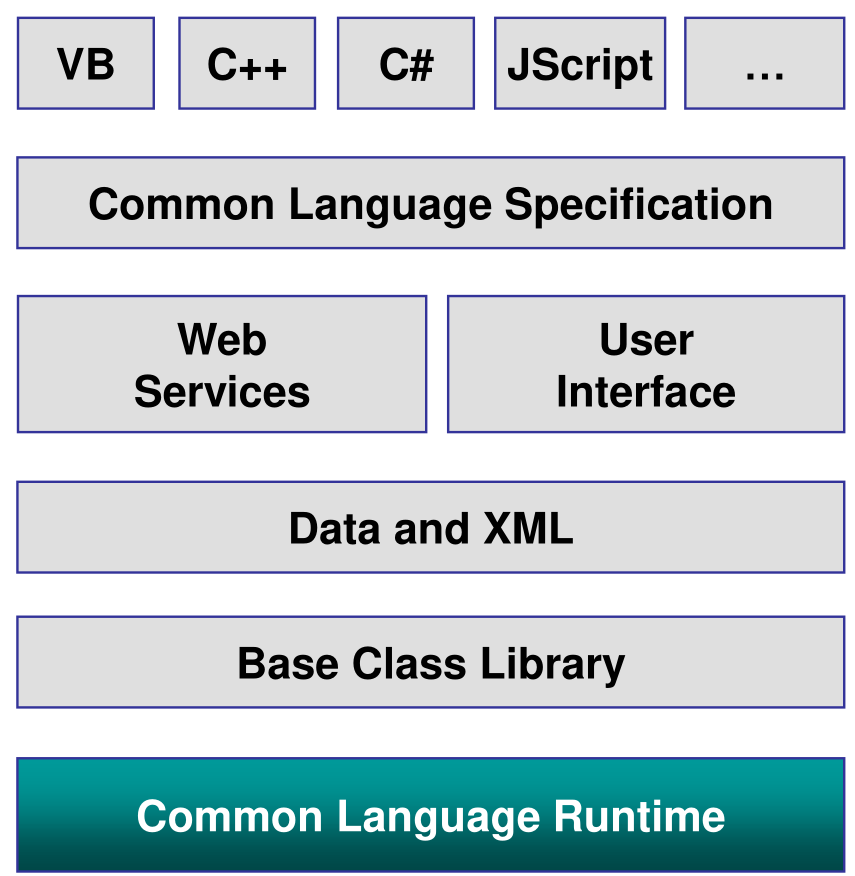 VB
C++
C#
JScript
…
Common Language Specification
Web
Services
User
Interface
Data and XML
Base Class Library
Common Language Runtime